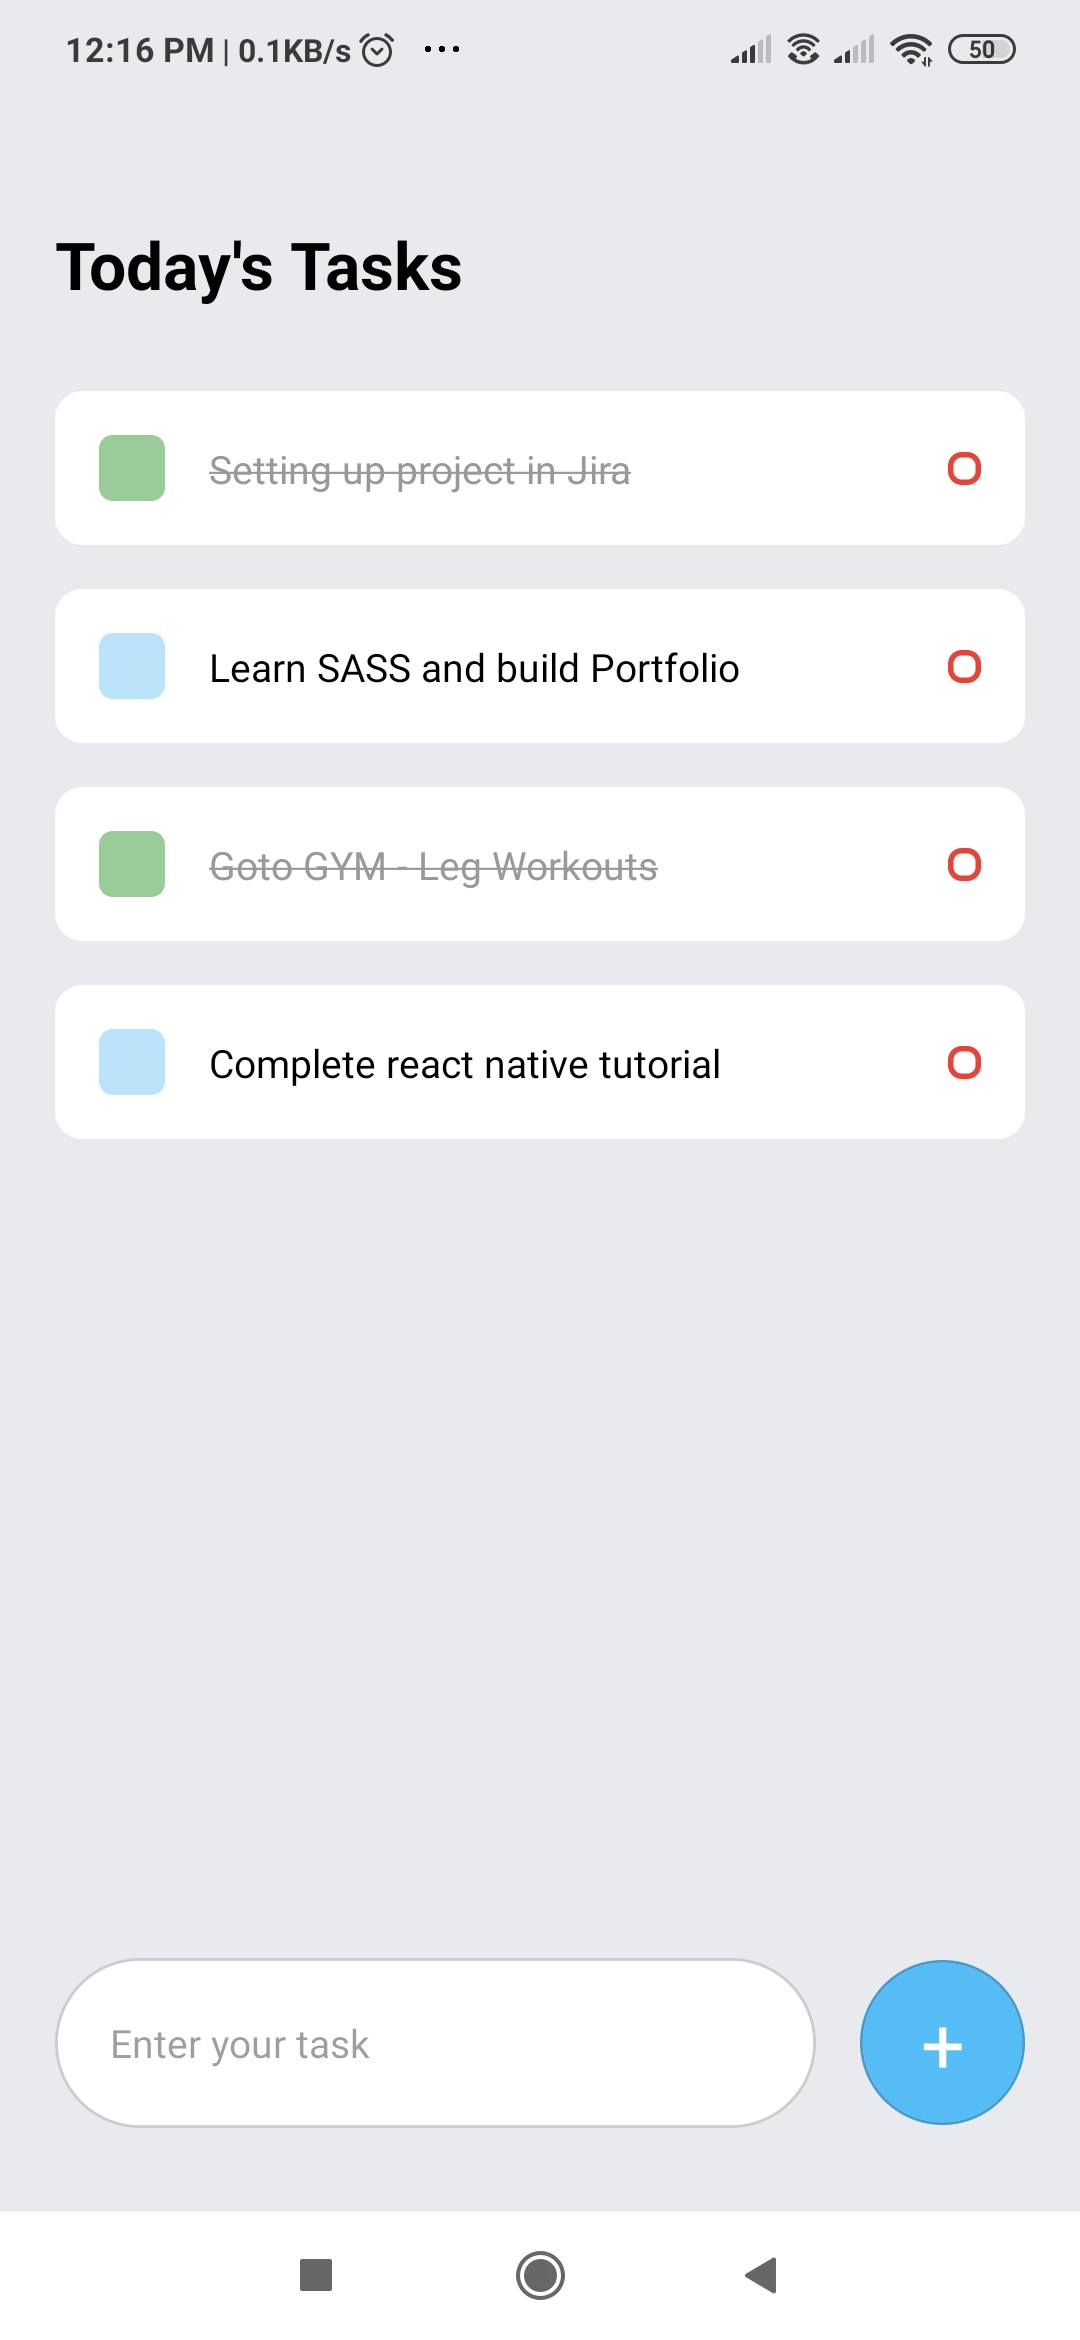 12:16 PM | 0.1KB/s ... 50
Today's Tasks
Setting up project in Jira
Learn SASS and build Portfolio
Goto GYM - Leg Workouts
Complete react native tutorial
Enter your task
+